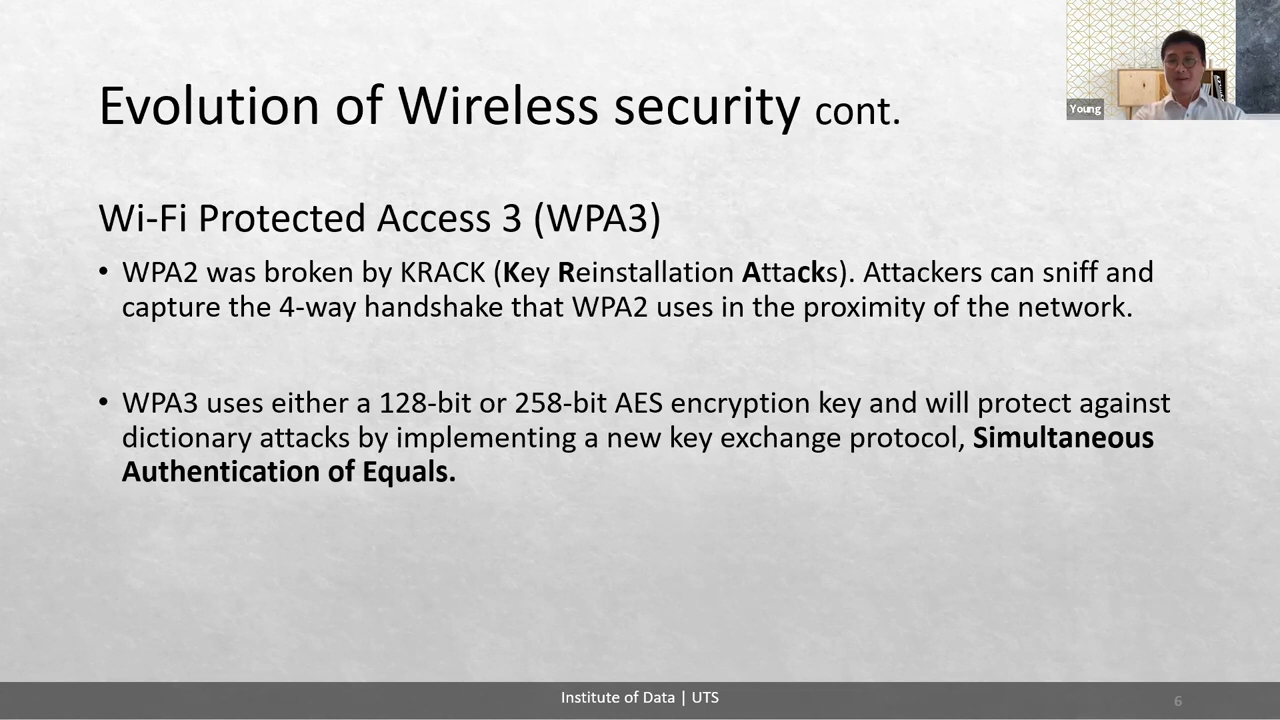 Evolution of Wireless security cont.
Young
Wi-Fi Protected Access 3 (WPA3)
• WPA2 was broken by KRACK (Key Reinstallation Attacks). Attackers can sniff and
capture the 4-way handshake that WPA2 uses in the proximity of the network.
• WPA3 uses either a 128-bit or 258-bit AES encryption key and will protect against
dictionary attacks by implementing a new key exchange protocol, Simultaneous
Authentication of Equals.
Institute of Data | UTS
6